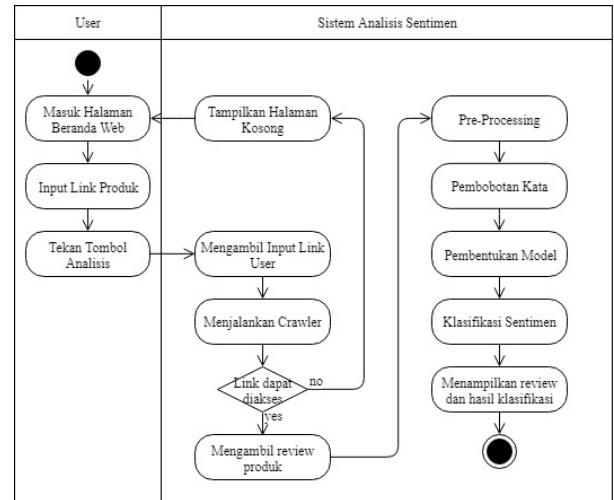 User
Sistem Analisis Sentimen
Masuk Halaman
Beranda Web
Input Link Produk
Tekan Tombol
Analisis
Tampilkan Halaman
Kosong
Mengambil Input Link
User
Menjalankan Crawler
Link dapat
diakses
no
yes
Mengambil review
produk
Pre-Processing
Pembobotan Kata
Pembentukan Model
Klasifikasi Sentimen
Menampilkan review
dan hasil klasifikasi